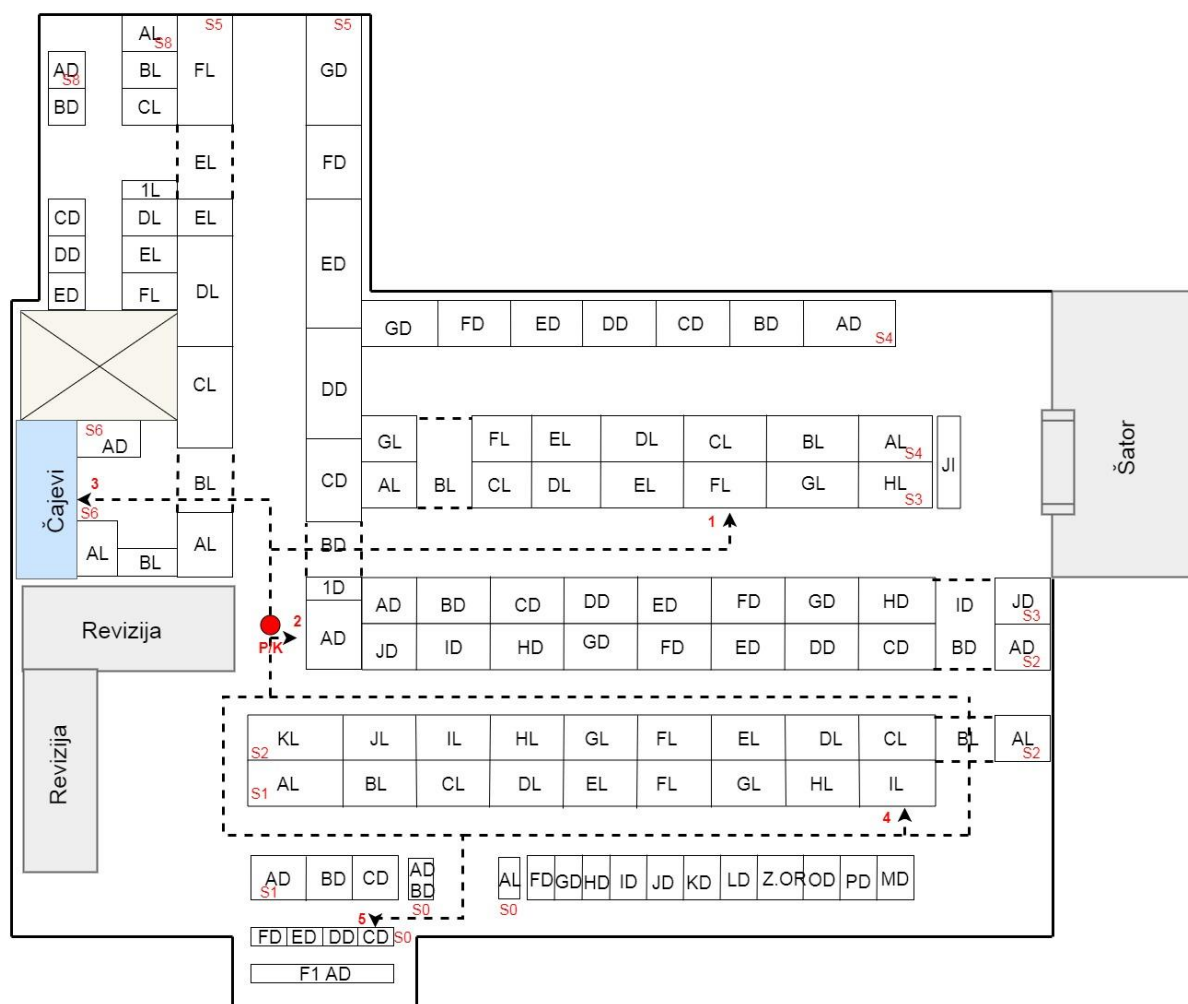 AL S8 S5 S5
AD S8 BL FL GD
BD CL
EL FD
1L
CD DL EL
DD EL ED
ED FL DL
GD FD ED DD CD BD AD S4
CL DD
S6 AD GL FL EL DL CL BL AL S4
Čajevi 3 BL CD AL BL CL DL EL FL GL HL S3 JI Šator
S6 1
AL BL AL BD
1D AD BD CD DD ED FD GD HD ID JD S3
Revizija P/K 2 AD JD ID HD GD FD ED DD CD BD AD S2
Revizija S2 KL JL IL HL GL FL EL DL CL BL AL S2
S1 AL BL CL DL EL FL GL HL IL
4
AD S1 BD CD AD AL FD GD HD ID JD KD LD Z.OR OD PD MD
BD
S0 S0
5
FD ED DD CD S0
F1 AD